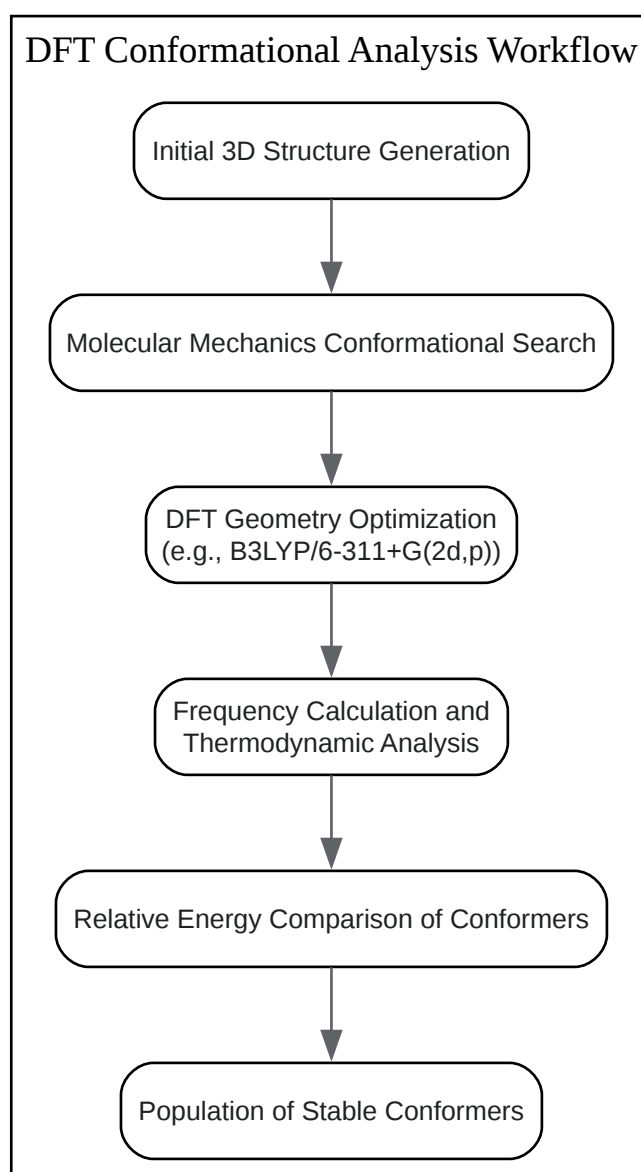 DFT Conformational Analysis Workflow
Initial 3D Structure Generation
Molecular Mechanics Conformational Search
DFT Geometry Optimization
(e.g., B3LYP/6-311+G(2d,p))
Frequency Calculation and
Thermodynamic Analysis
Relative Energy Comparison of Conformers
Population of Stable Conformers